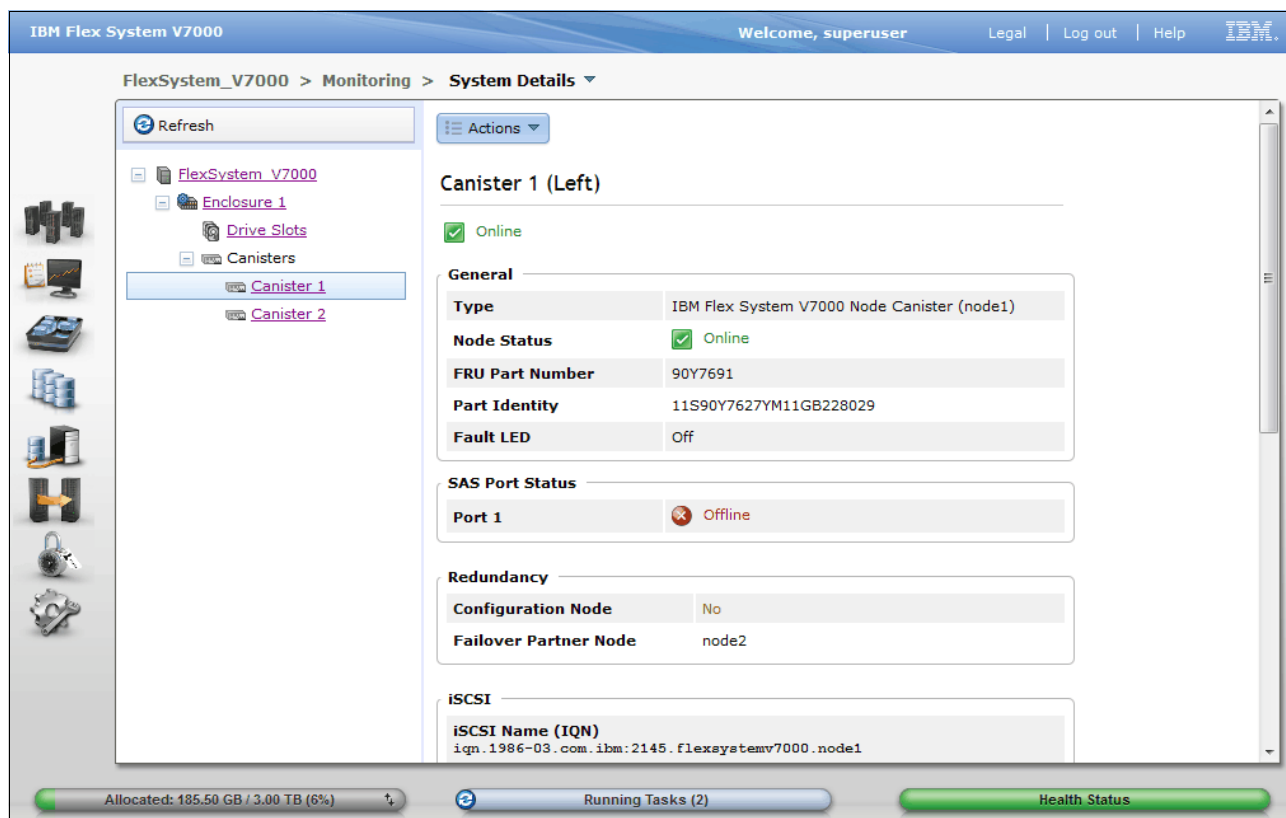 IBM Flex System V7000
Welcome, superuser
Legal | Log out | Help
IBM.
FlexSystem_V7000 > Monitoring > System Details
Refresh
Actions
FlexSystem_V7000
Enclosure 1
Drive Slots
Canisters
Canister 1
Canister 2
Canister 1 (Left)
Online
General
Type IBM Flex System V7000 Node Canister (node1)
Node Status Online
FRU Part Number 90Y7691
Part Identity 11S90Y7627YM11GB228029
Fault LED Off
SAS Port Status
Port 1 Offline
Redundancy
Configuration Node No
Failover Partner Node node2
iSCSI
iSCSI Name (IQN)
iqn.1986-03.com.ibm:2145.flexsystemv7000.node1
Allocated: 185.50 GB / 3.00 TB (6%)
Running Tasks (2)
Health Status